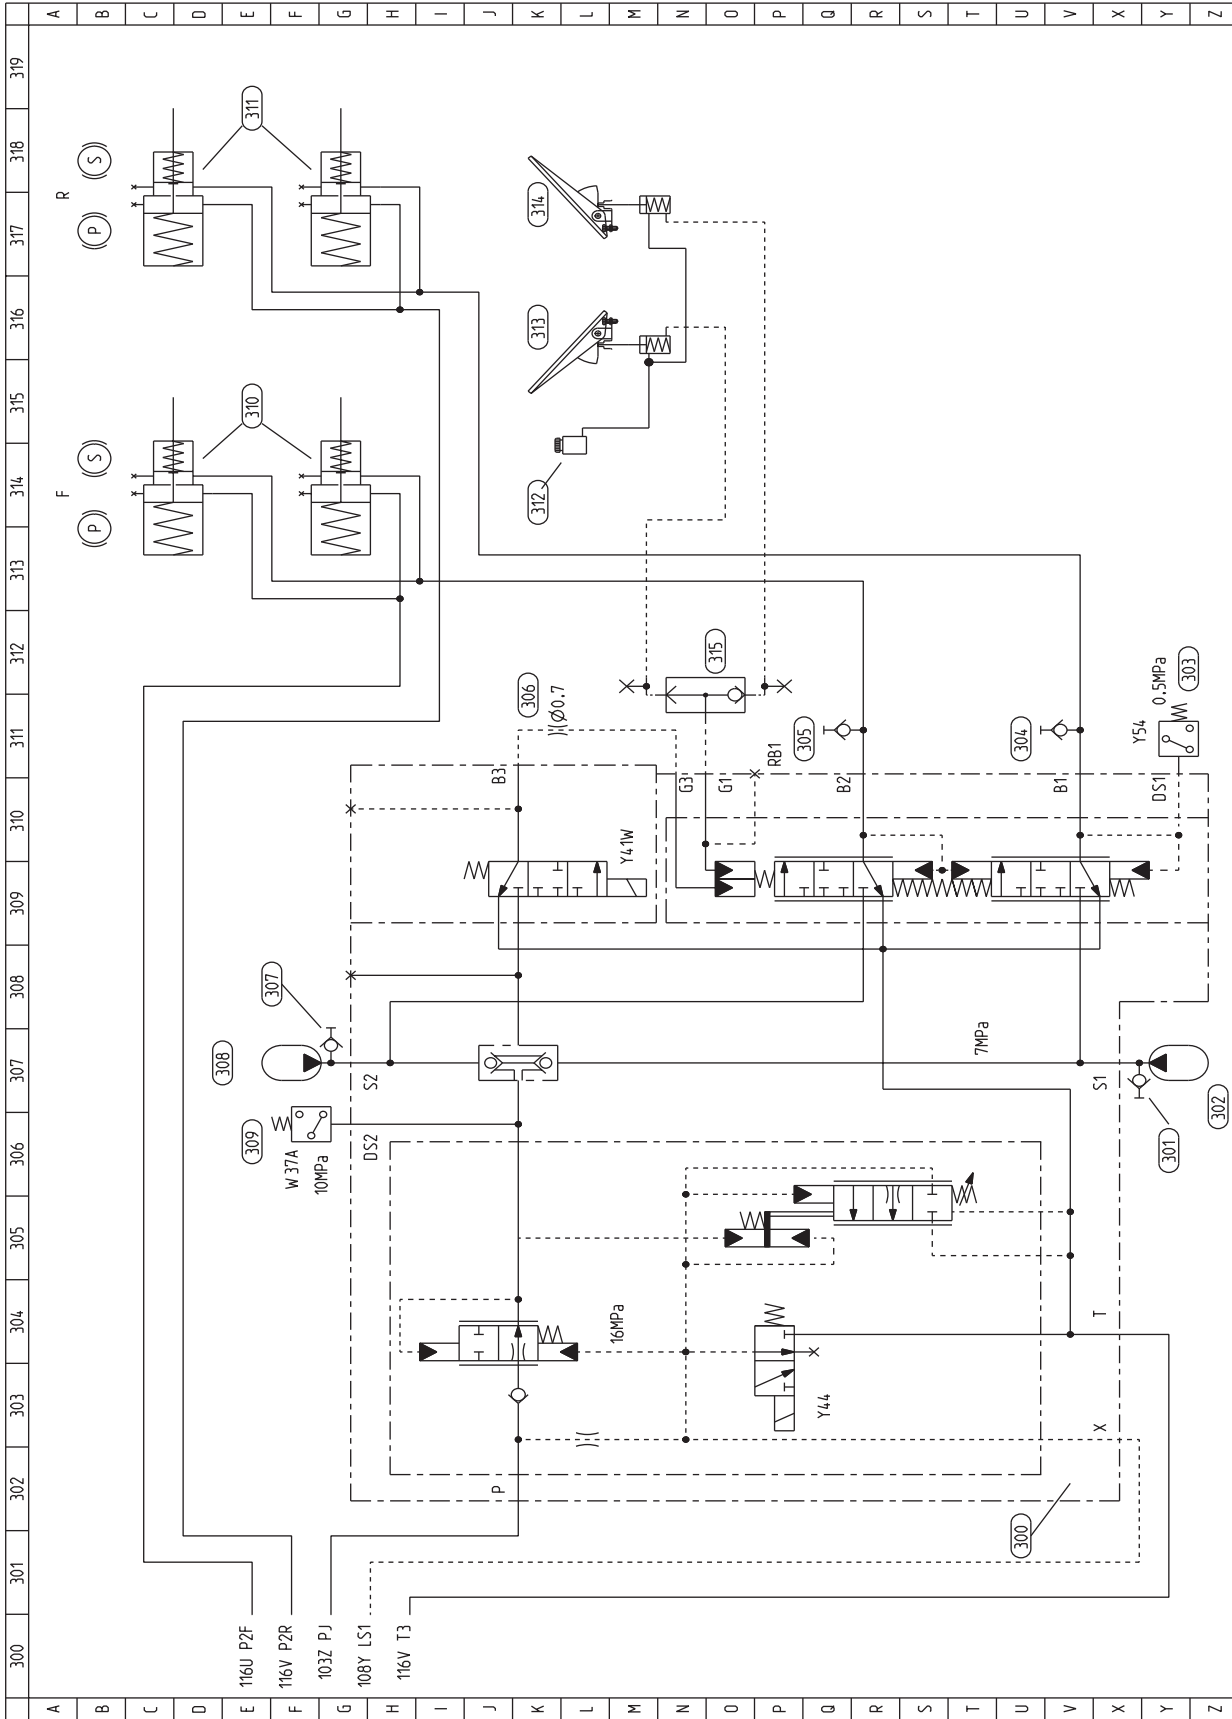 A B C D E F G H I J K L M N O P Q R S T U V X Y Z
319
318
317
316
315
314
313
312
311
310
309
308
307
306
305
304
303
302
301
300
R
P
S
311
F
P
S
310
314
313
312
315
306
Ø0.7
305
304
303
Y54
0.5MPa
RB1
B3
G3
G1
B2
B1
DS1
Y41W
307
308
309
W37A
10MPa
S2
DS2
7MPa
S1
301
302
16MPa
T
X
Y44
P
300
116U P2F
116V P2R
103Z PJ
108Y LS1
116V T3
A B C D E F G H I J K L M N O P Q R S T U V X Y Z